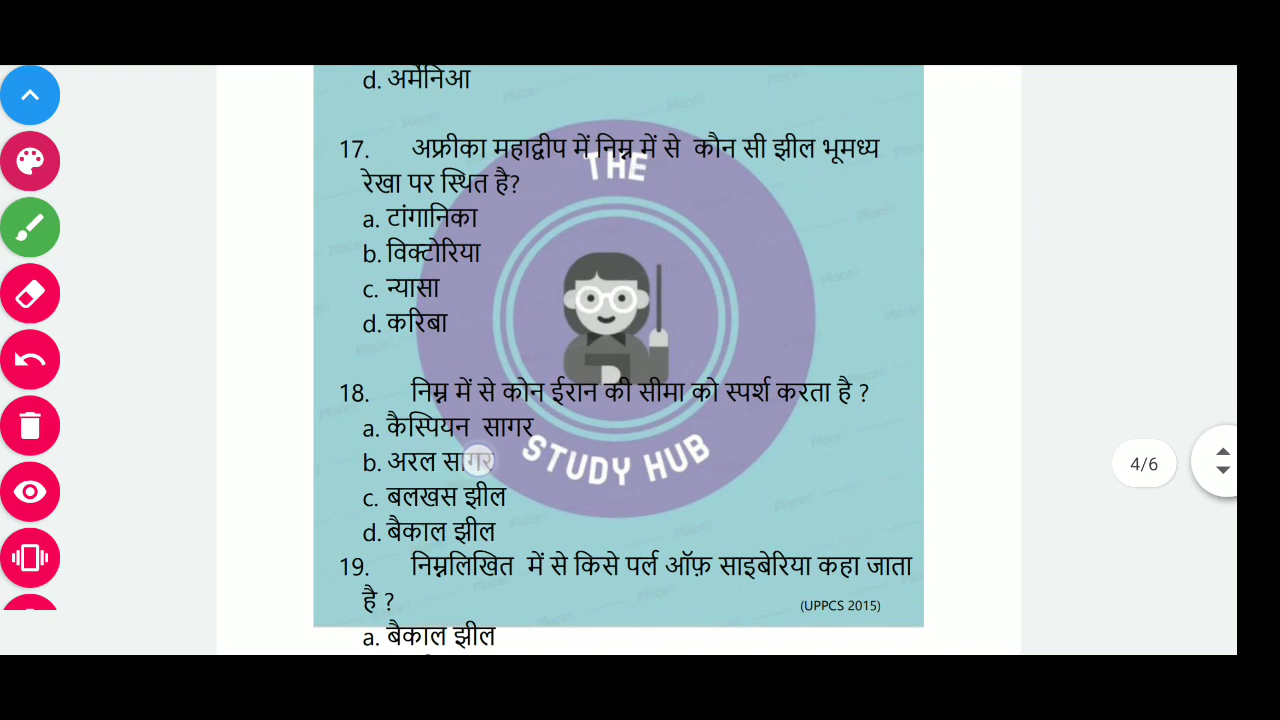 d. अर्मेनिआ
17. अफ्रीका महाद्वीप में निम्न में से कौन सी झील भूमध्य
रेखा पर स्थित है?
THE
a. टांगानिका
b. विक्टोरिया
c. न्यासा
d. करिबा
18. निम्न में से कोन ईरान की सीमा को स्पर्श करता है ?
a. कैस्पियन सागर
STUDY HUB
b. अरल सागर
4/6
c. बलखस झील
d. बैकाल झील
19. निम्नलिखित में से किसे पर्ल ऑफ़ साइबेरिया कहा जाता
है ?
(UPPCS 2015)
a. बैकाल झील